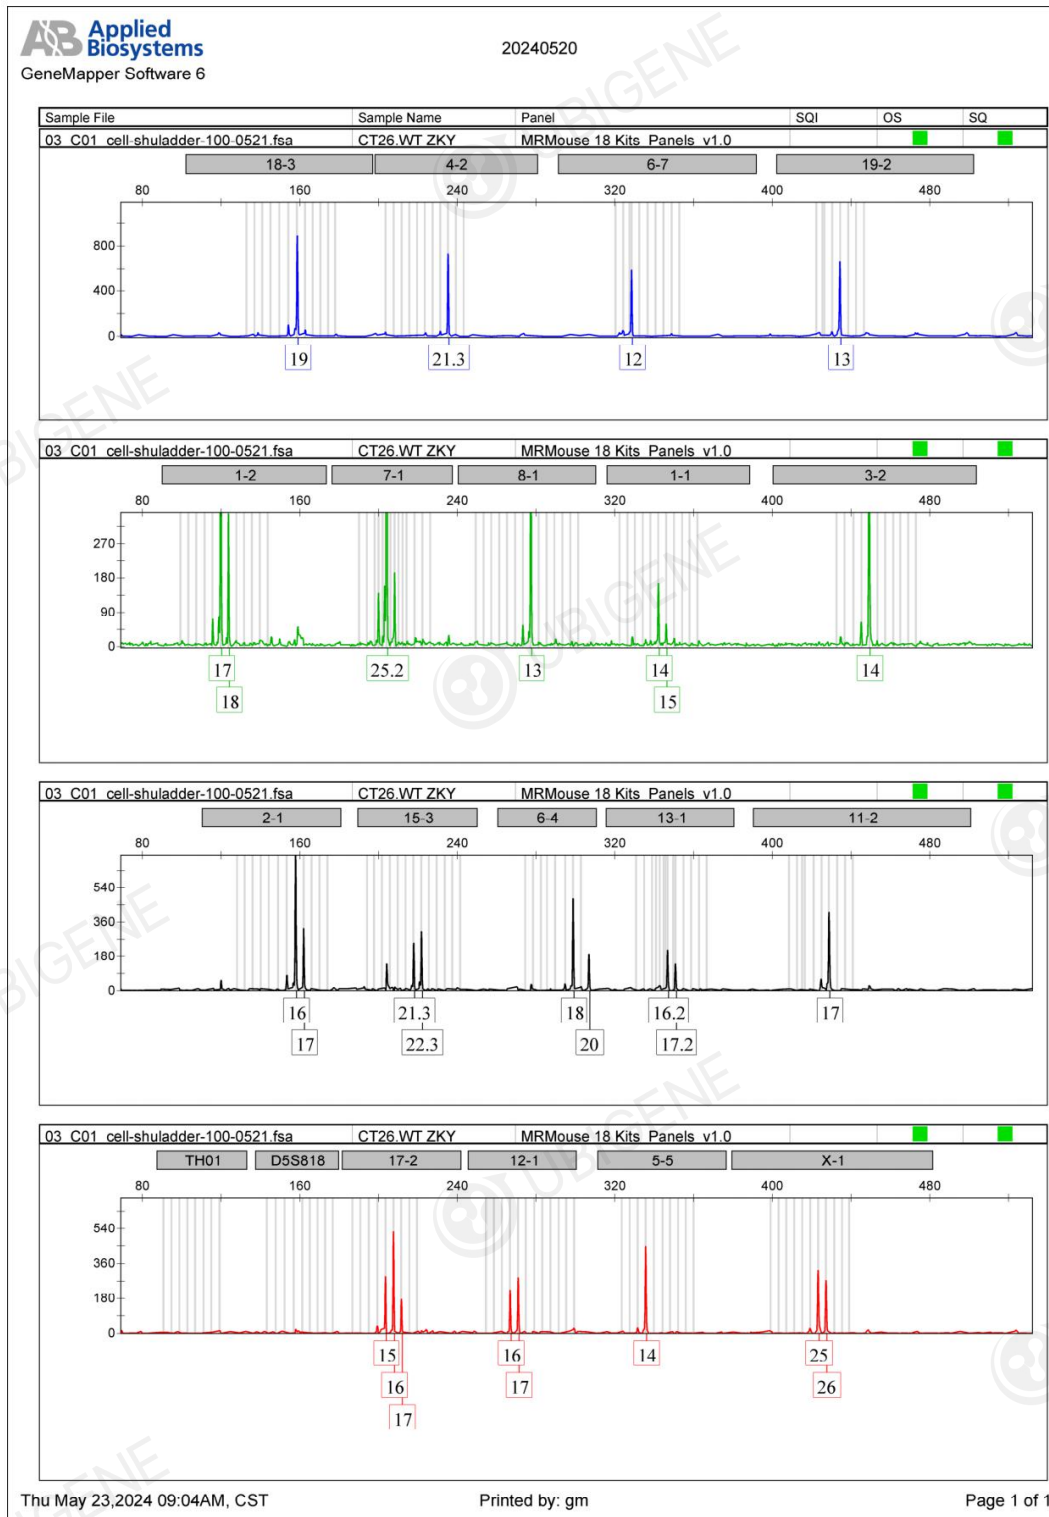 AB Applied
Biosystems
GeneMapper Software 6
20240520
Sample File Sample Name Panel SQI OS SQ
03_C01_cell-shuladder-100-0521.fsa CT26.WT ZKY MRMouse 18 Kits_Panels_v1.0
18-3 4-2 6-7 19-2
80 160 240 320 400 480
800
400
0
19 21.3 12 13
03_C01_cell-shuladder-100-0521.fsa CT26.WT ZKY MRMouse 18 Kits_Panels_v1.0
1-2 7-1 8-1 1-1 3-2
80 160 240 320 400 480
270
180
90
0
17 25.2 13 14 14
18 15
03_C01_cell-shuladder-100-0521.fsa CT26.WT ZKY MRMouse 18 Kits_Panels_v1.0
2-1 15-3 6-4 13-1 11-2
80 160 240 320 400 480
540
360
180
0
16 21.3 18 16.2 17
17 22.3 20 17.2
03_C01_cell-shuladder-100-0521.fsa CT26.WT ZKY MRMouse 18 Kits_Panels_v1.0
TH01 D5S818 17-2 12-1 5-5 X-1
80 160 240 320 400 480
540
360
180
0
15 16 14 25
16 17 26
17
Thu May 23,2024 09:04AM, CST Printed by: gm Page 1 of 1
UBIGENE
UBIGENE
UBIGENE
UBIGENE
UBIGENE